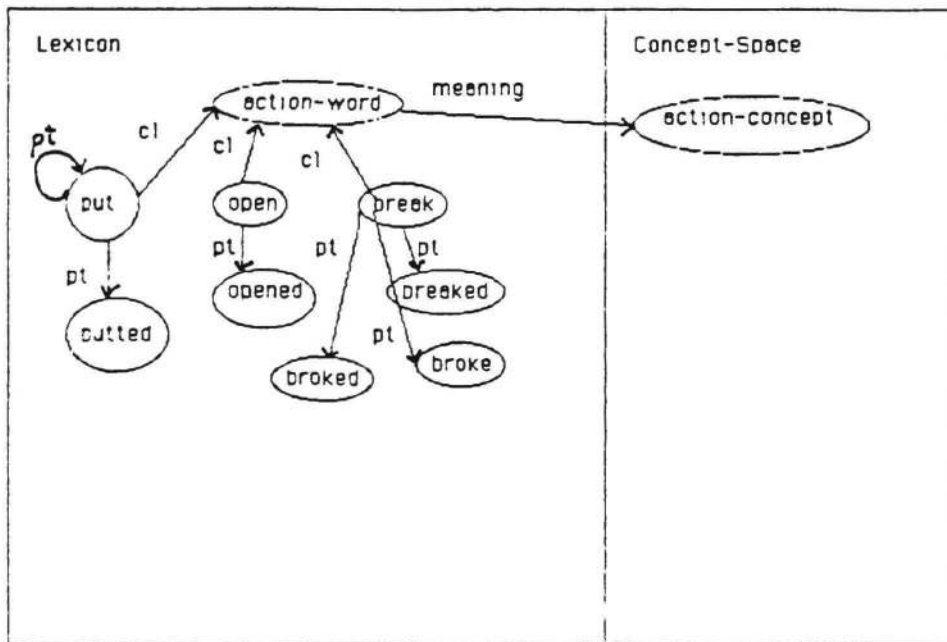 Lexicon
Concept-Space
action-word
meaning
action-concept
pt
cl
cl
cl
put
open
break
pt
pt
pt
pt
putted
opened
breaked
pt
broked
broke